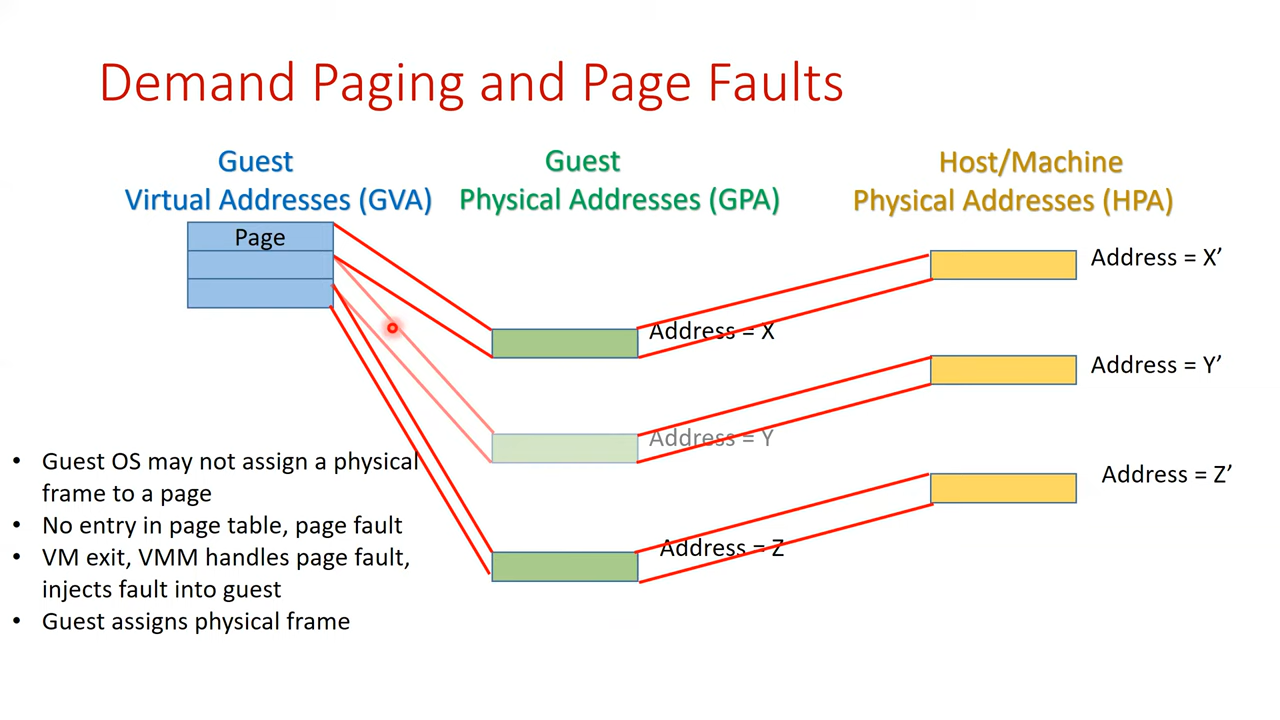 Demand Paging and Page Faults
Guest
Virtual Addresses (GVA)
Guest
Physical Addresses (GPA)
Host/Machine
Physical Addresses (HPA)
Page
Address = X’
Address = X
Address = Y’
Address = Y
Address = Z’
Address = Z
• Guest OS may not assign a physical
frame to a page
• No entry in page table, page fault
• VM exit, VMM handles page fault,
injects fault into guest
• Guest assigns physical frame